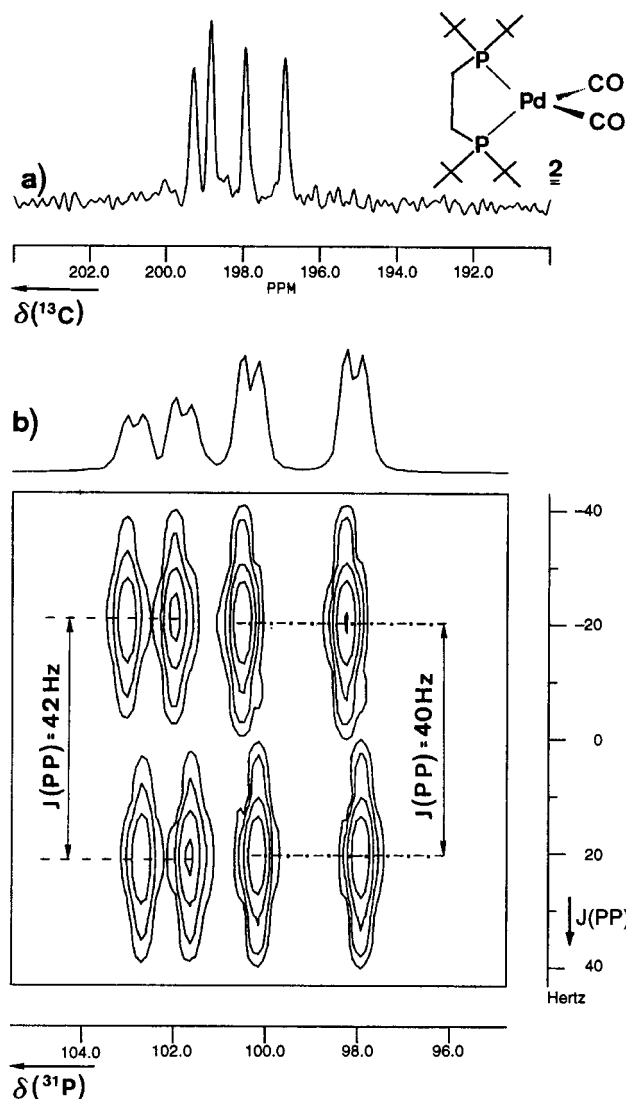 a)
P
Pd
CO
CO
P
2
202.0 200.0 198.0 196.0 194.0 192.0
PPM
δ(¹³C)
b)
-40
-20
0
20
40
J(PP) = 42 Hz
J(PP) = 40 Hz
J(PP)
Hertz
104.0 102.0 100.0 98.0 96.0
δ(³¹P)